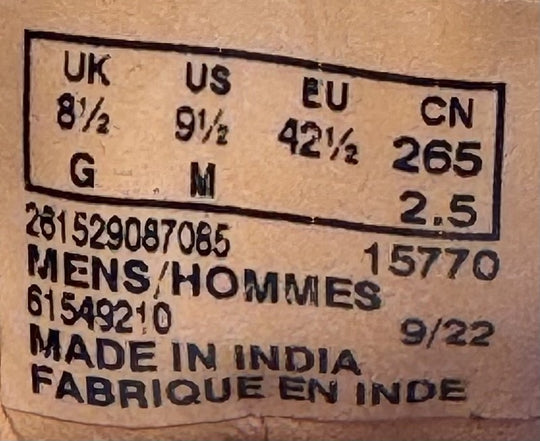 UK US EU CN
8½ 9½ 42½ 265
G M 2.5
261529087085 15770
MENS/HOMMES
61549210 9/22
MADE IN INDIA
FABRIQUE EN INDE